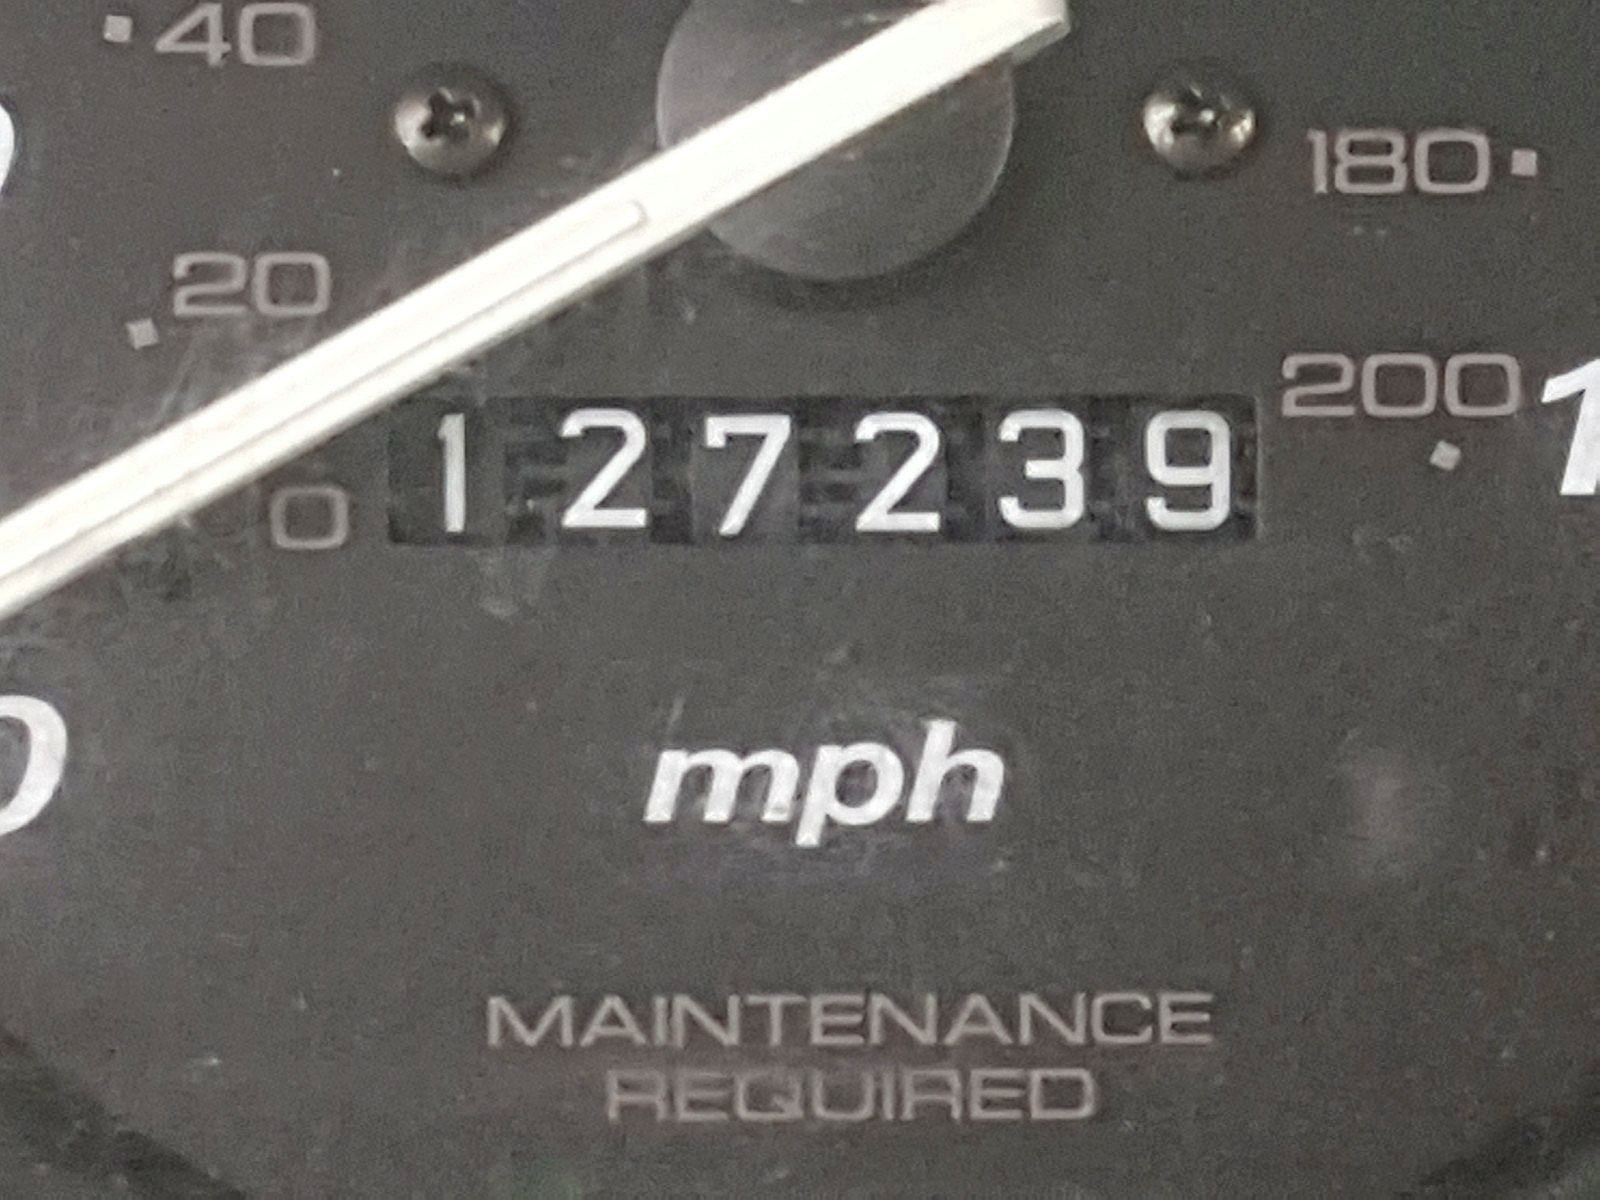 40
180
20
200
127239
0
mph
MAINTENANCE
REQUIRED